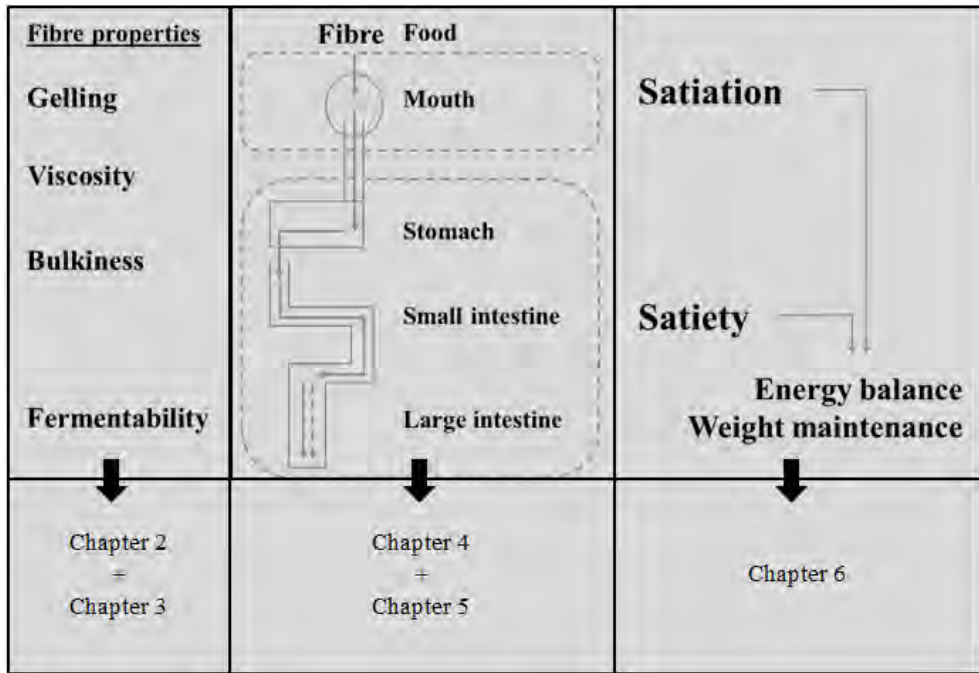 Fibre properties
Gelling
Viscosity
Bulkiness
Fermentability
Chapter 2
+
Chapter 3
Fibre Food
Mouth
Stomach
Small intestine
Large intestine
Chapter 4
+
Chapter 5
Satiation
Satiety
Energy balance
Weight maintenance
Chapter 6